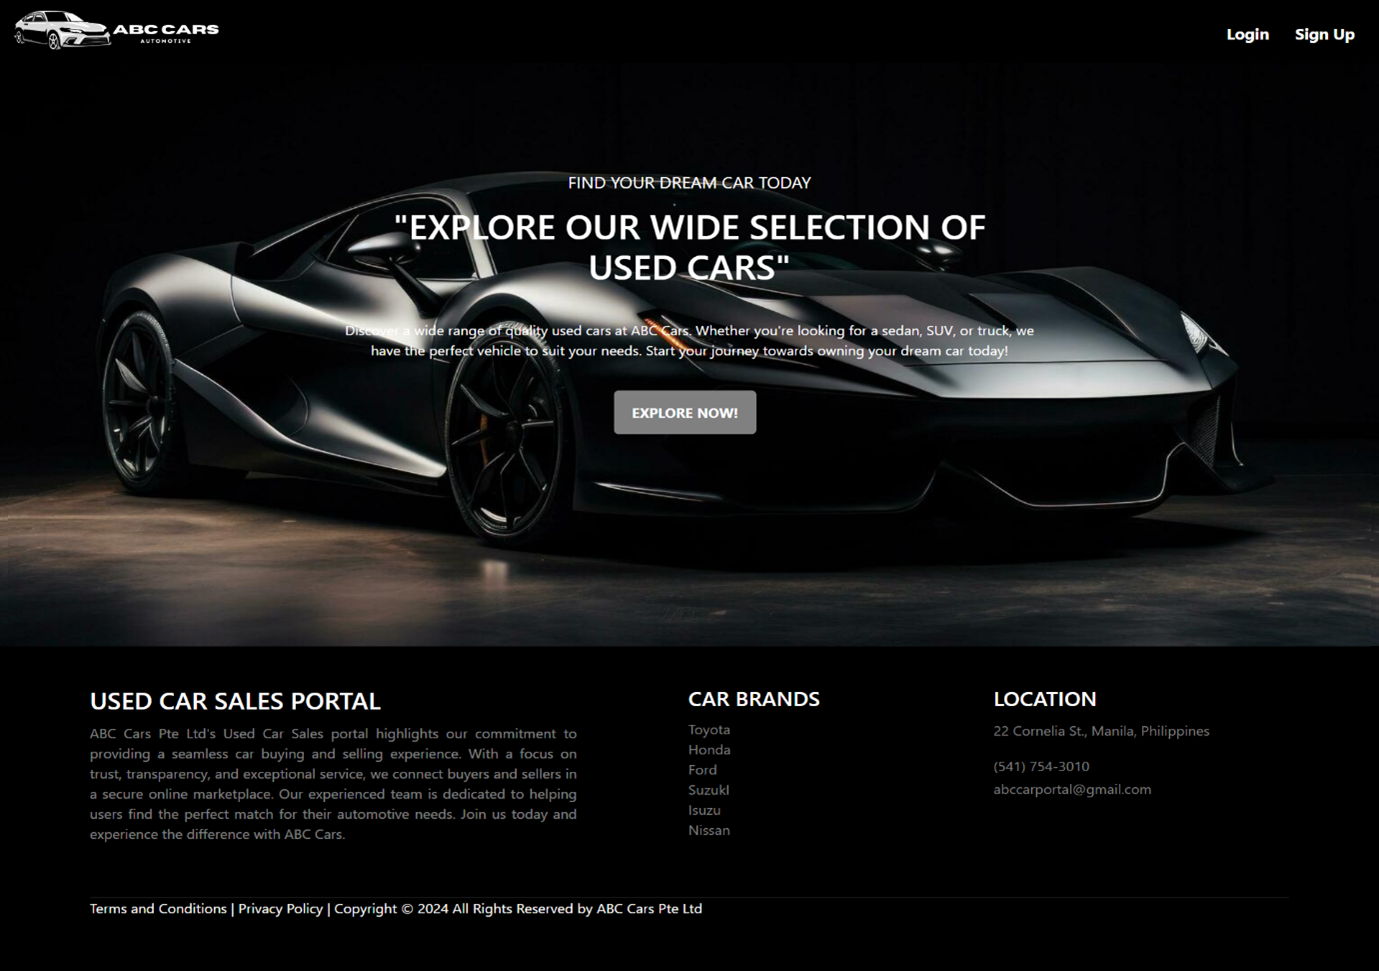 ABC CARS
AUTOMOTIVE
Login
Sign Up
FIND YOUR DREAM CAR TODAY
"EXPLORE OUR WIDE SELECTION OF
USED CARS"
Discover a wide range of quality used cars at ABC Cars. Whether you're looking for a sedan, SUV, or truck, we
have the perfect vehicle to suit your needs. Start your journey towards owning your dream car today!
EXPLORE NOW!
USED CAR SALES PORTAL
ABC Cars Pte Ltd's Used Car Sales portal highlights our commitment to
providing a seamless car buying and selling experience. With a focus on
trust, transparency, and exceptional service, we connect buyers and sellers in
a secure online marketplace. Our experienced team is dedicated to helping
users find the perfect match for their automotive needs. Join us today and
experience the difference with ABC Cars.
CAR BRANDS
Toyota
Honda
Ford
SuzukI
Isuzu
Nissan
LOCATION
22 Cornelia St., Manila, Philippines
(541) 754-3010
abccarportal@gmail.com
Terms and Conditions | Privacy Policy | Copyright © 2024 All Rights Reserved by ABC Cars Pte Ltd